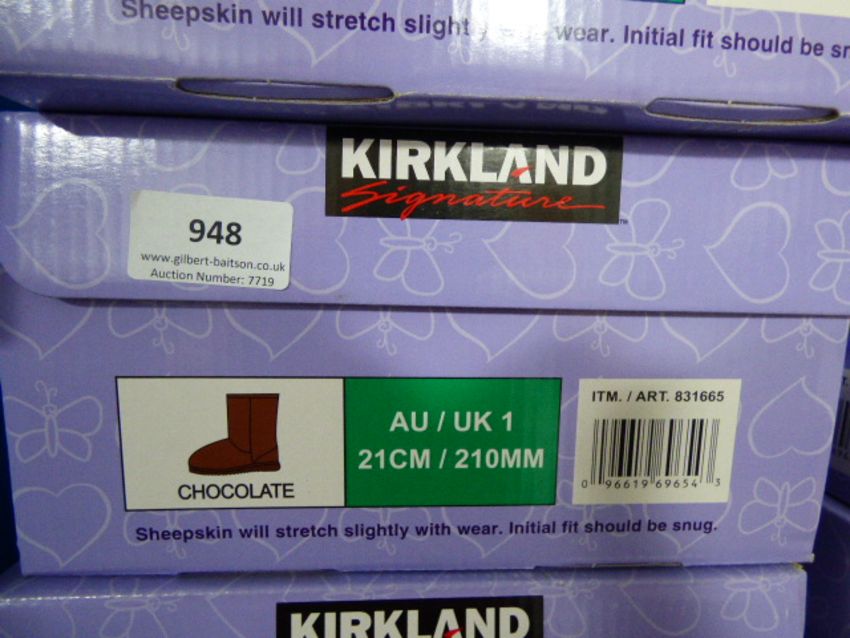 Sheepskin will stretch slightly wear. Initial fit should be
KIRKLAND
Signature™
948
www.gilbert-baitson.co.uk
Auction Number: 7719
AU / UK 1
21CM / 210MM
CHOCOLATE
ITM. / ART. 831665
0 96619 69654 3
Sheepskin will stretch slightly with wear. Initial fit should be snug.
KIRKLAND